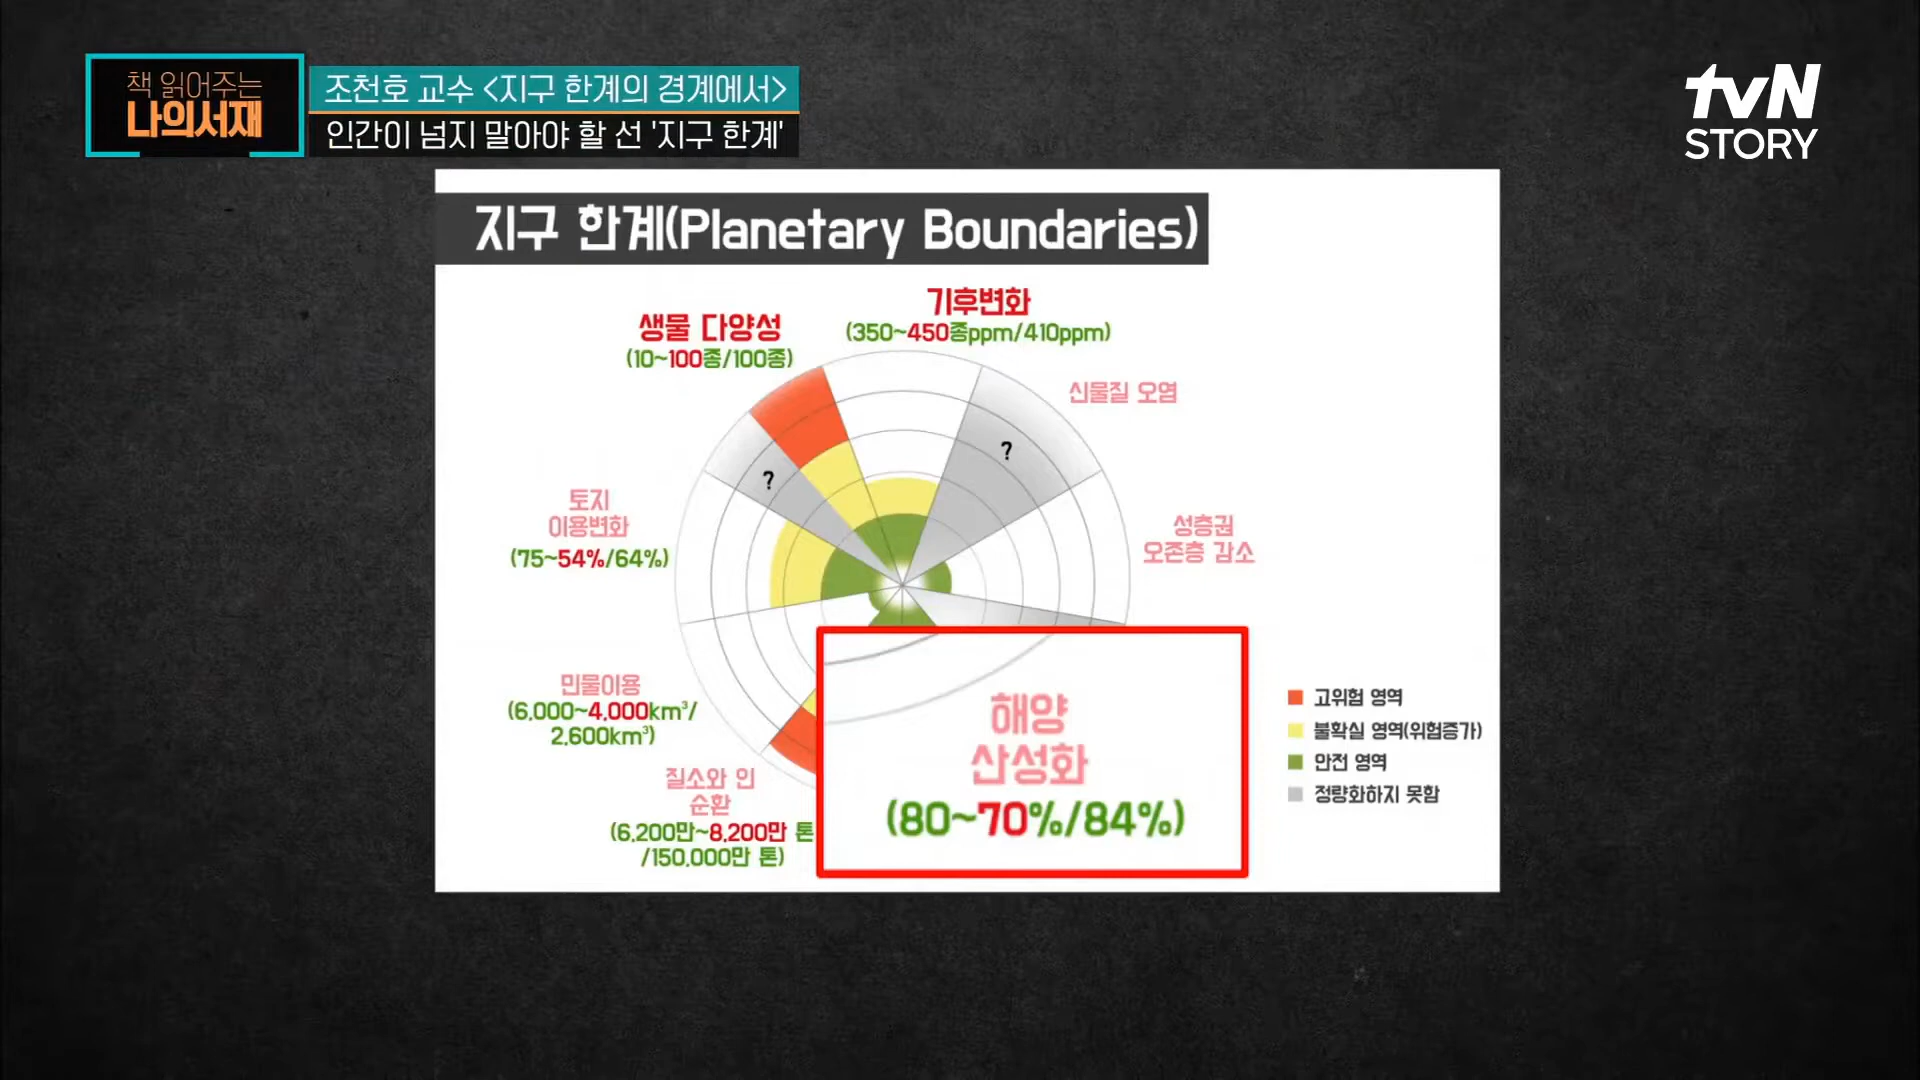 책 읽어주는
나의서재
조천호 교수 <지구 한계의 경계에서>
인간이 넘지 말아야 할 선 '지구 한계'
tvN
STORY
지구 한계(Planetary Boundaries)
기후변화
(350~450종ppm/410ppm)
생물 다양성
(10~100종/100종)
신물질 오염
?
?
토지
이용변화
(75~54%/64%)
성층권
오존층 감소
민물이용
(6,000~4,000km³/
2,600km³)
질소와 인
순환
(6,200만~8,200만 톤
/150,000만 톤)
해양
산성화
(80~70%/84%)
고위험 영역
불확실 영역(위험증가)
안전 영역
정량화하지 못함